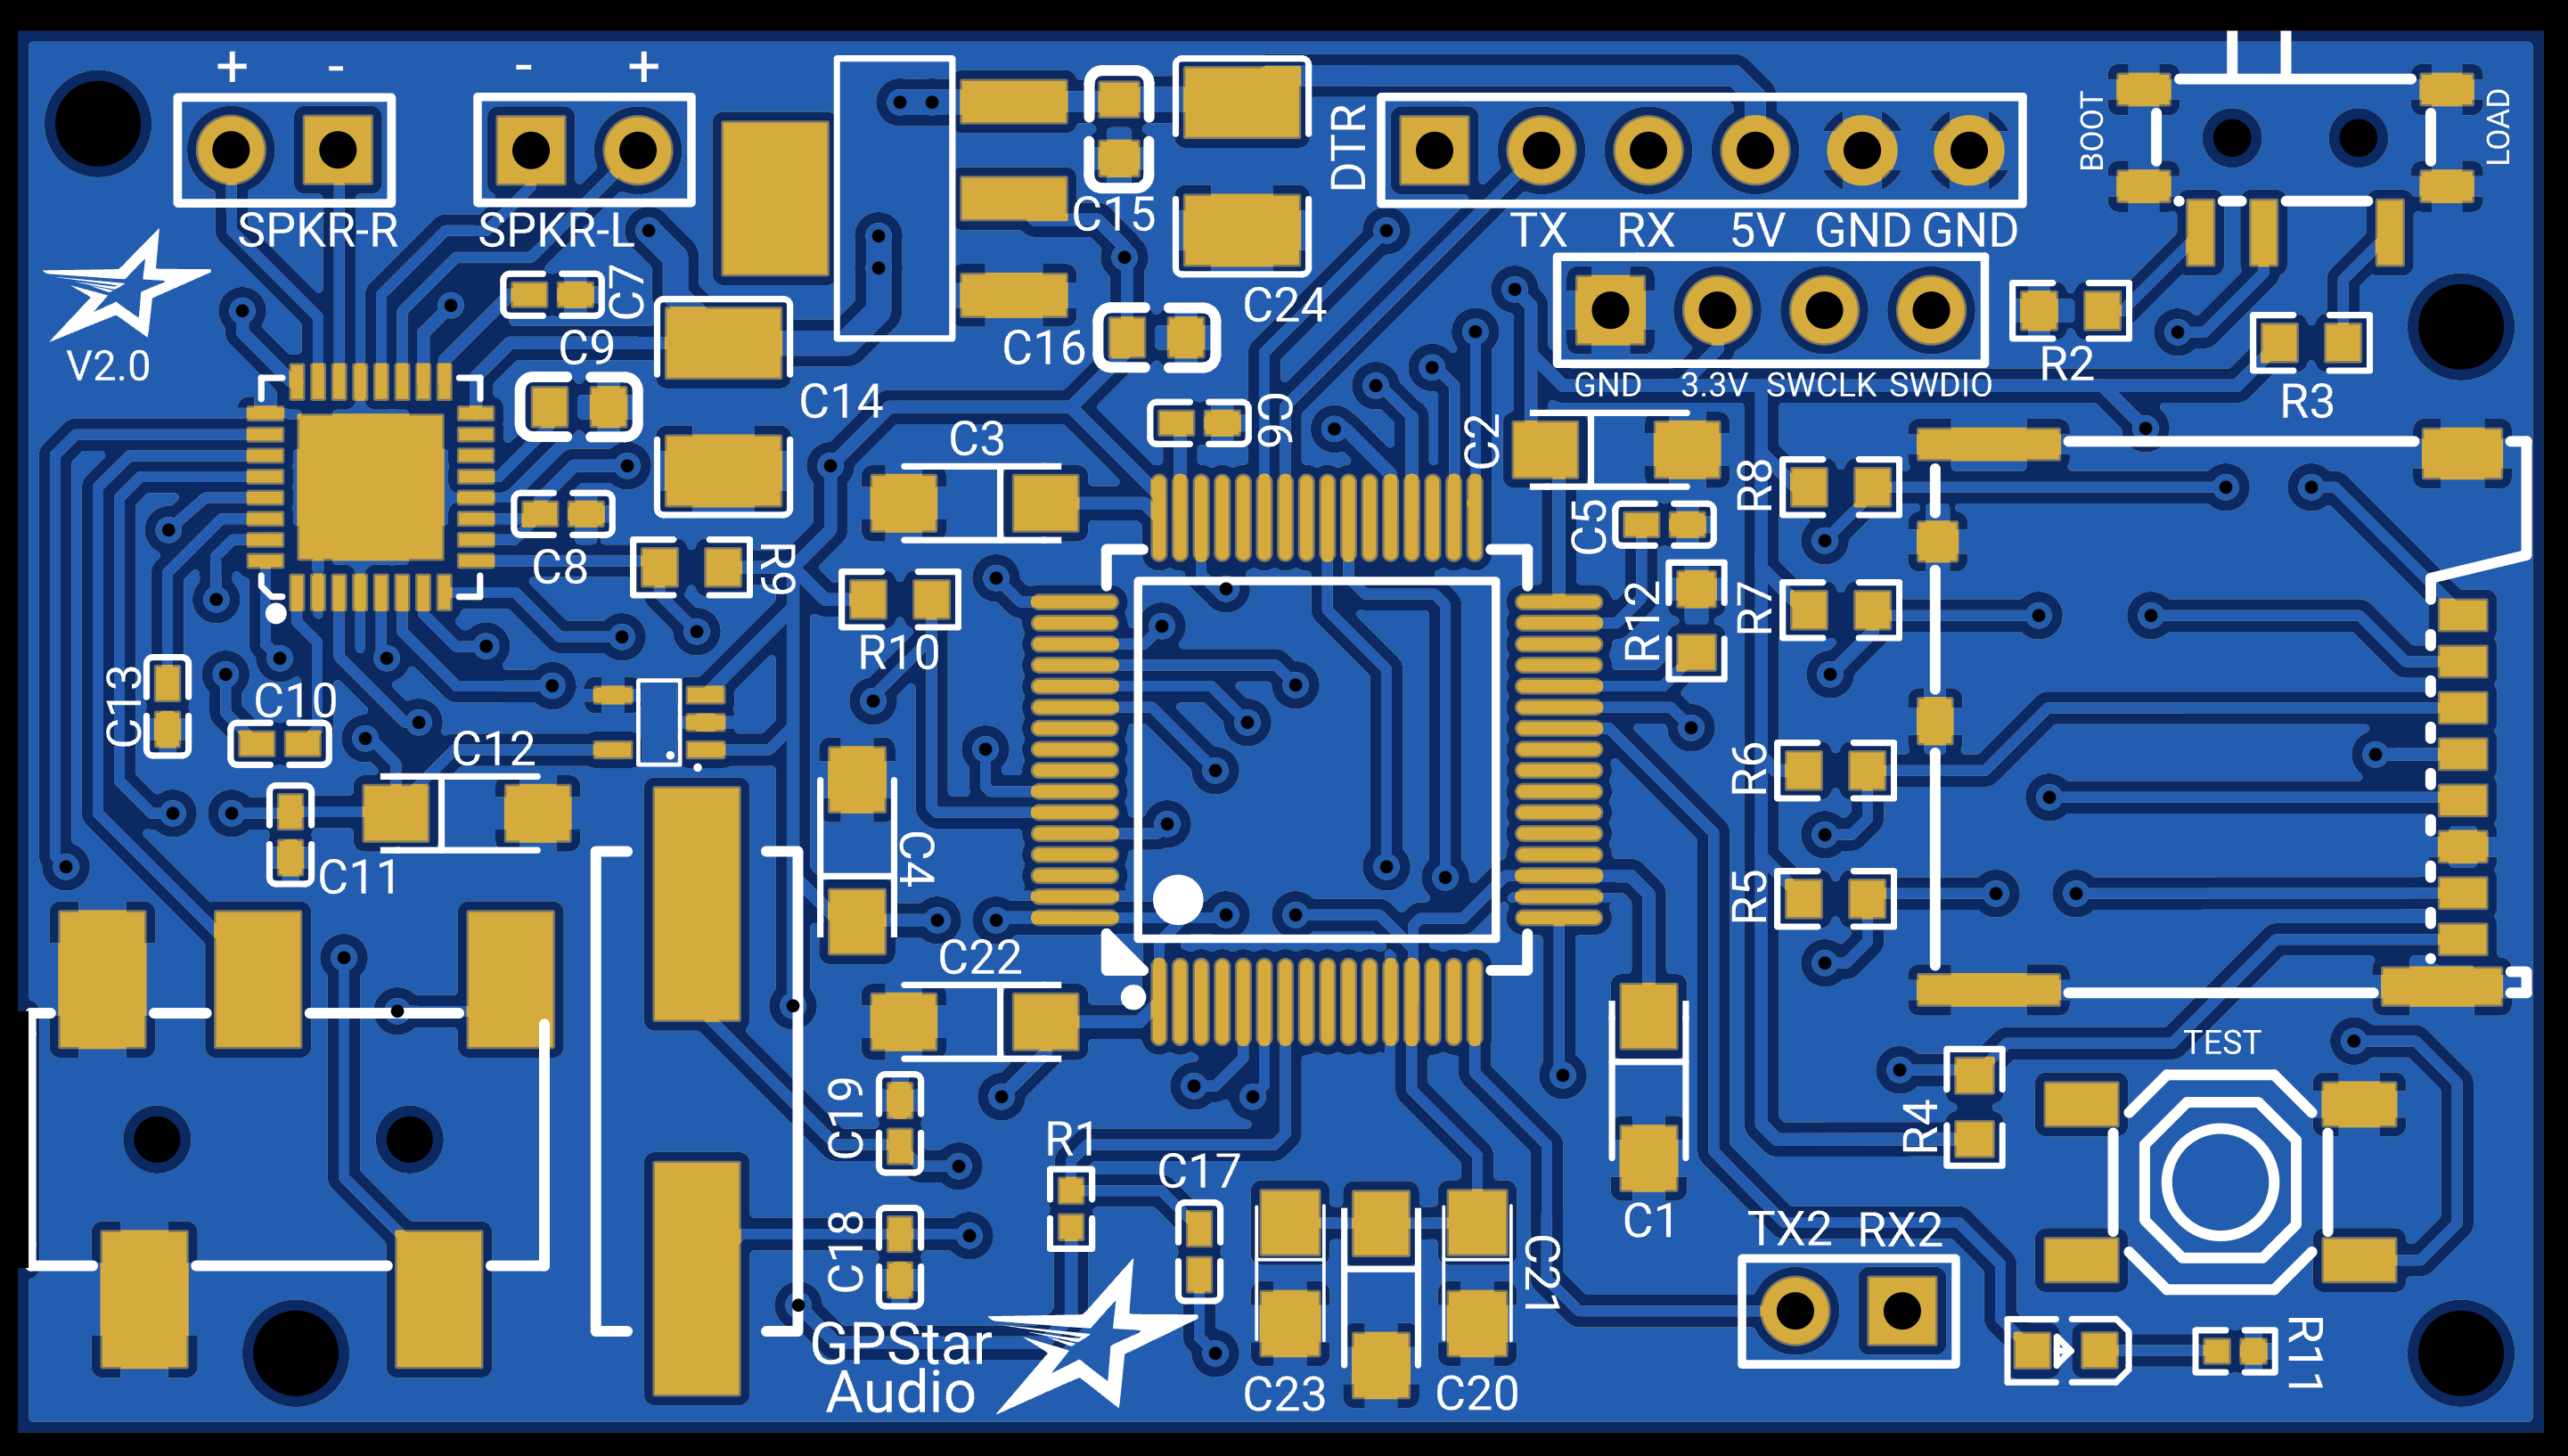 + -
- +
SPKR-R
SPKR-L
V2.0
C7
C9
C14
C15
C24
C16
DTR
TX RX 5V GND GND
GND 3.3V SWCLK SWDIO
BOOT
LOAD
R2
R3
C3
C6
C2
C5
R8
R7
R12
C8
R9
R10
C13
C10
C12
C11
C4
C22
R6
R5
TEST
R4
C19
C18
R1
C17
C1
C21
C23
C20
TX2 RX2
R11
GPStar
Audio